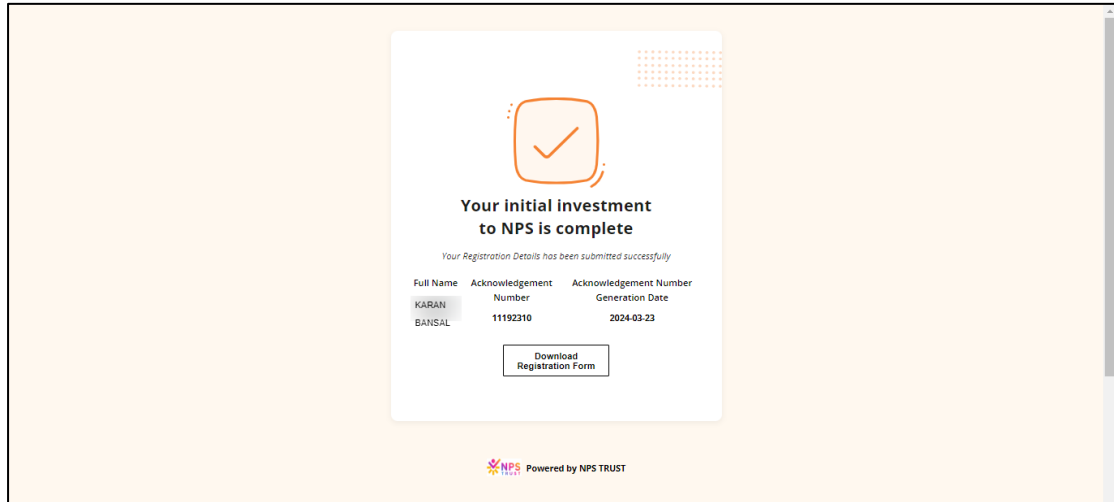 Your initial investment
to NPS is complete
Your Registration Details has been submitted successfully
Full Name
KARAN
BANSAL
Acknowledgement
Number
11192310
Acknowledgement Number
Generation Date
2024-03-23
Download
Registration Form
NPS
TRUST
Powered by NPS TRUST